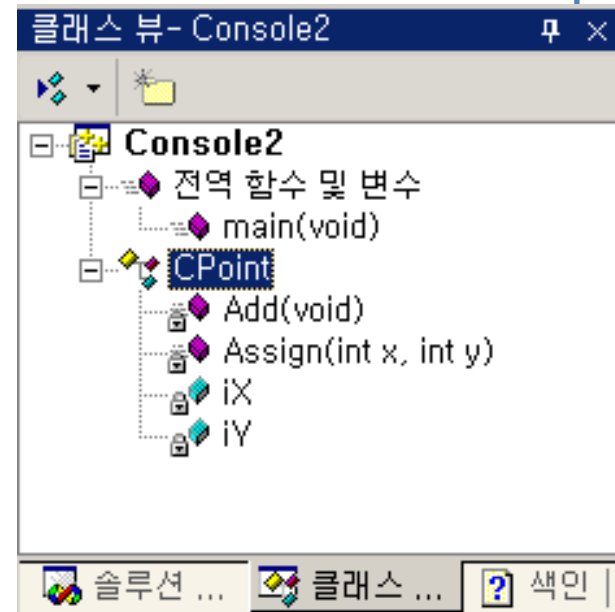 클래스 뷰- Console2
Console2
전역 함수 및 변수
main(void)
CPoint
Add(void)
Assign(int x, int y)
iX
iY
솔루션 ... 클래스 ... 색인